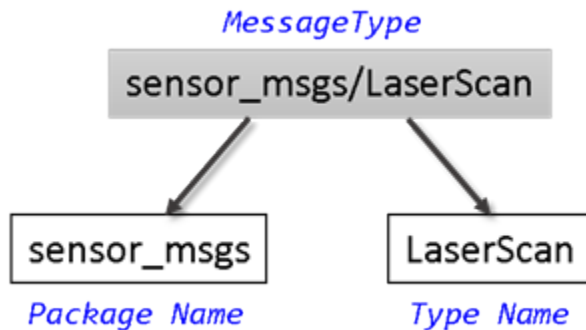 MessageType
sensor_msgs/LaserScan
sensor_msgs
LaserScan
Package Name
Type Name